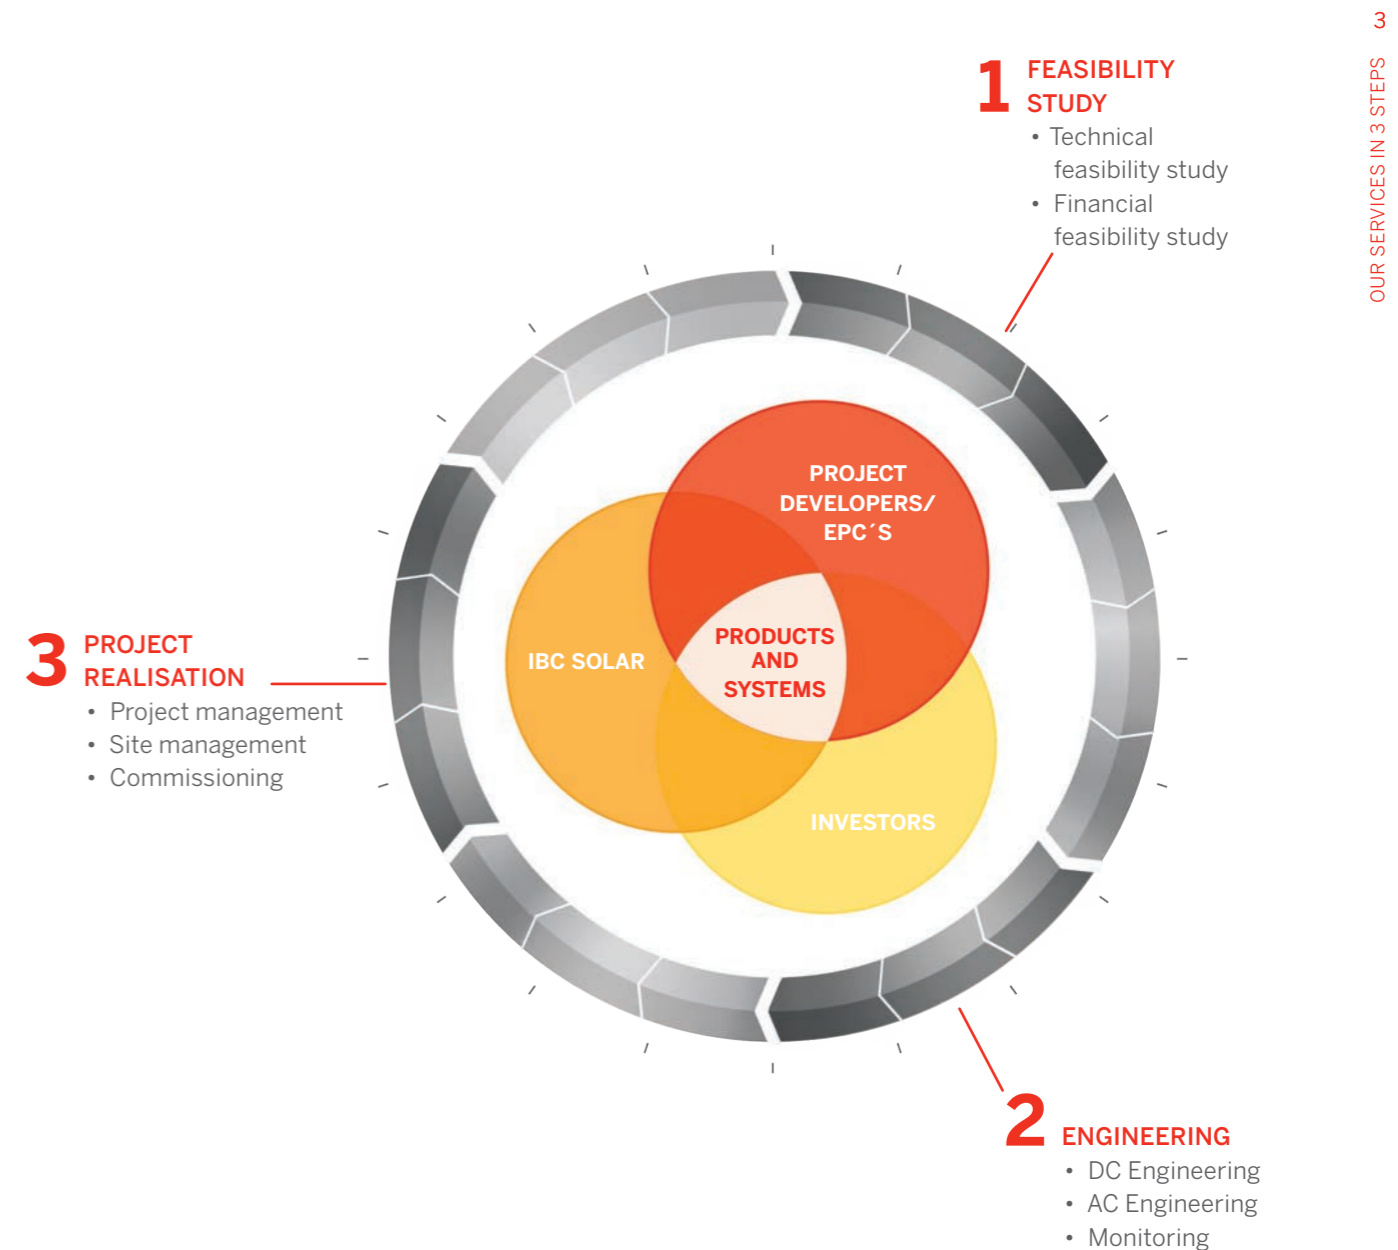 3
OUR SERVICES IN 3 STEPS
1
FEASIBILITY
STUDY
• Technical
feasibility study
• Financial
feasibility study
PROJECT
DEVELOPERS/
EPC´S
IBC SOLAR
PRODUCTS
AND
SYSTEMS
INVESTORS
3
PROJECT
REALISATION
• Project management
• Site management
• Commissioning
2
ENGINEERING
• DC Engineering
• AC Engineering
• Monitoring